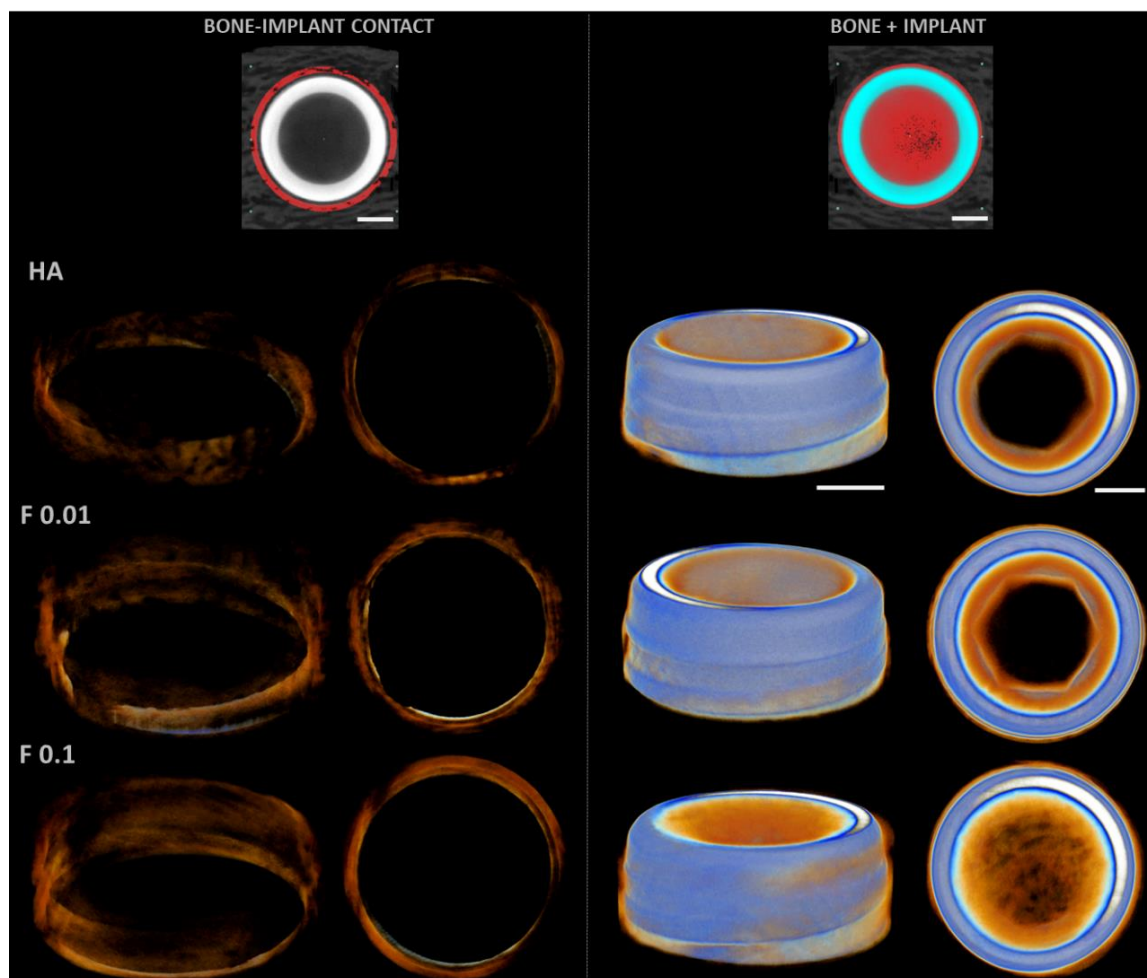 BONE-IMPLANT CONTACT
BONE + IMPLANT
HA
F 0.01
F 0.1